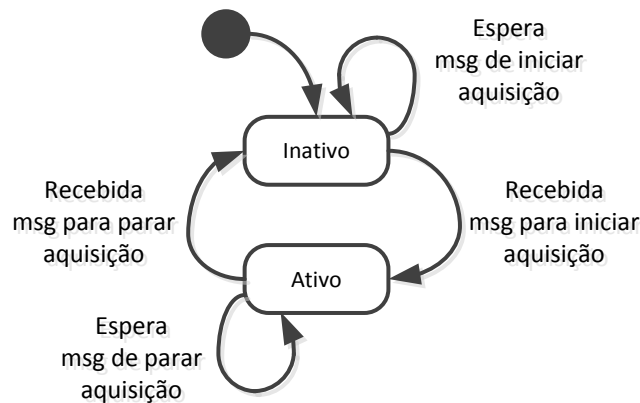 Espera
msg de iniciar
aquisição
Inativo
Recebida
msg para parar
aquisição
Recebida
msg para iniciar
aquisição
Ativo
Espera
msg de parar
aquisição